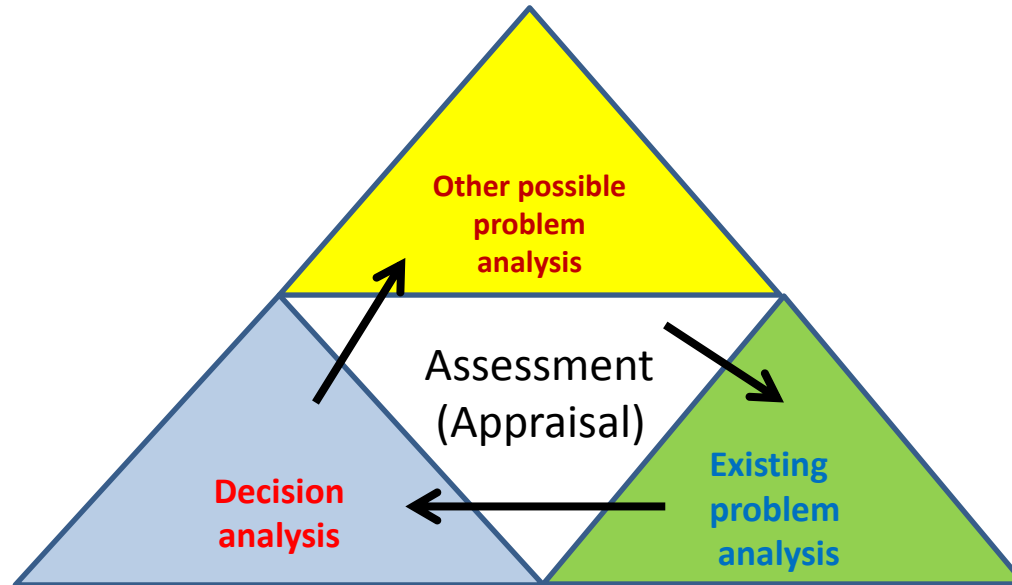 Other possible
problem
analysis
Assessment
(Appraisal)
Decision
analysis
Existing
problem
analysis